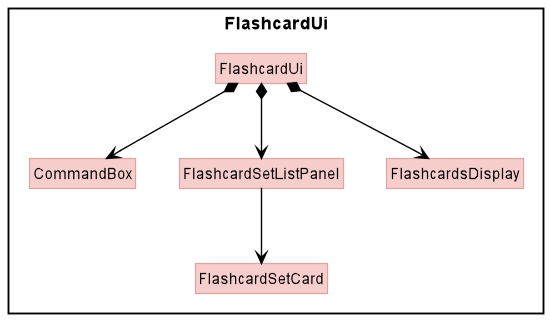 FlashcardUi
FlashcardUi
CommandBox
FlashcardSetListPanel
FlashcardsDisplay
FlashcardSetCard